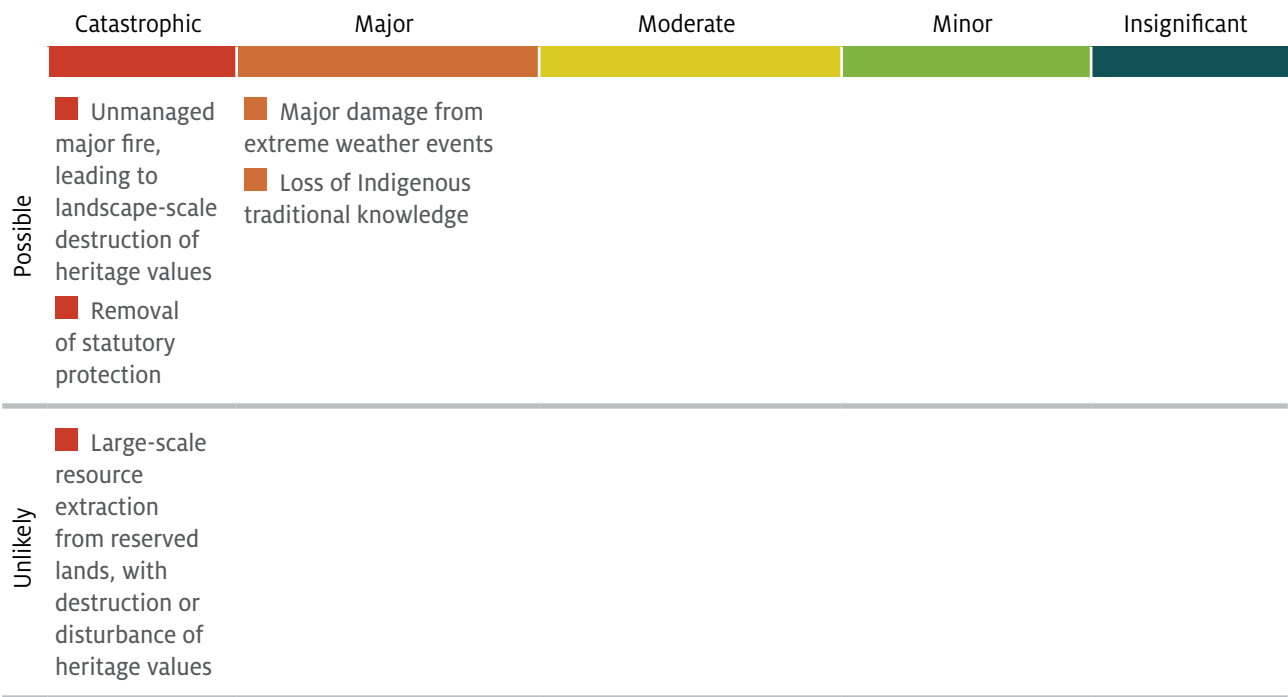 Catastrophic Major Moderate Minor Insignificant
Possible
Unmanaged
major fire,
leading to
landscape-scale
destruction of
heritage values
Removal
of statutory
protection
Major damage from
extreme weather events
Loss of Indigenous
traditional knowledge
Unlikely
Large-scale
resource
extraction
from reserved
lands, with
destruction or
disturbance of
heritage values